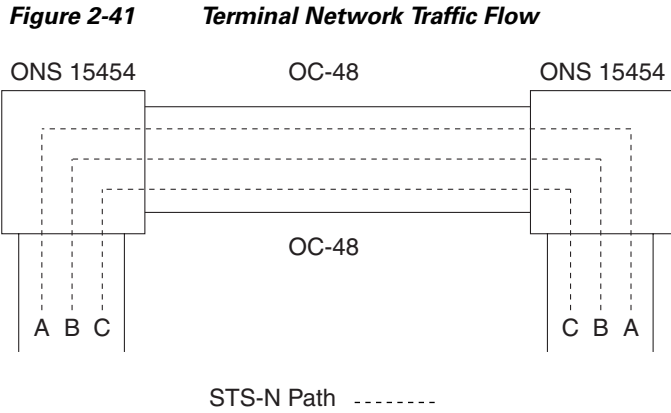 Figure 2-41 Terminal Network Traffic Flow
ONS 15454 OC-48 ONS 15454
OC-48
A B C C B A
STS-N Path